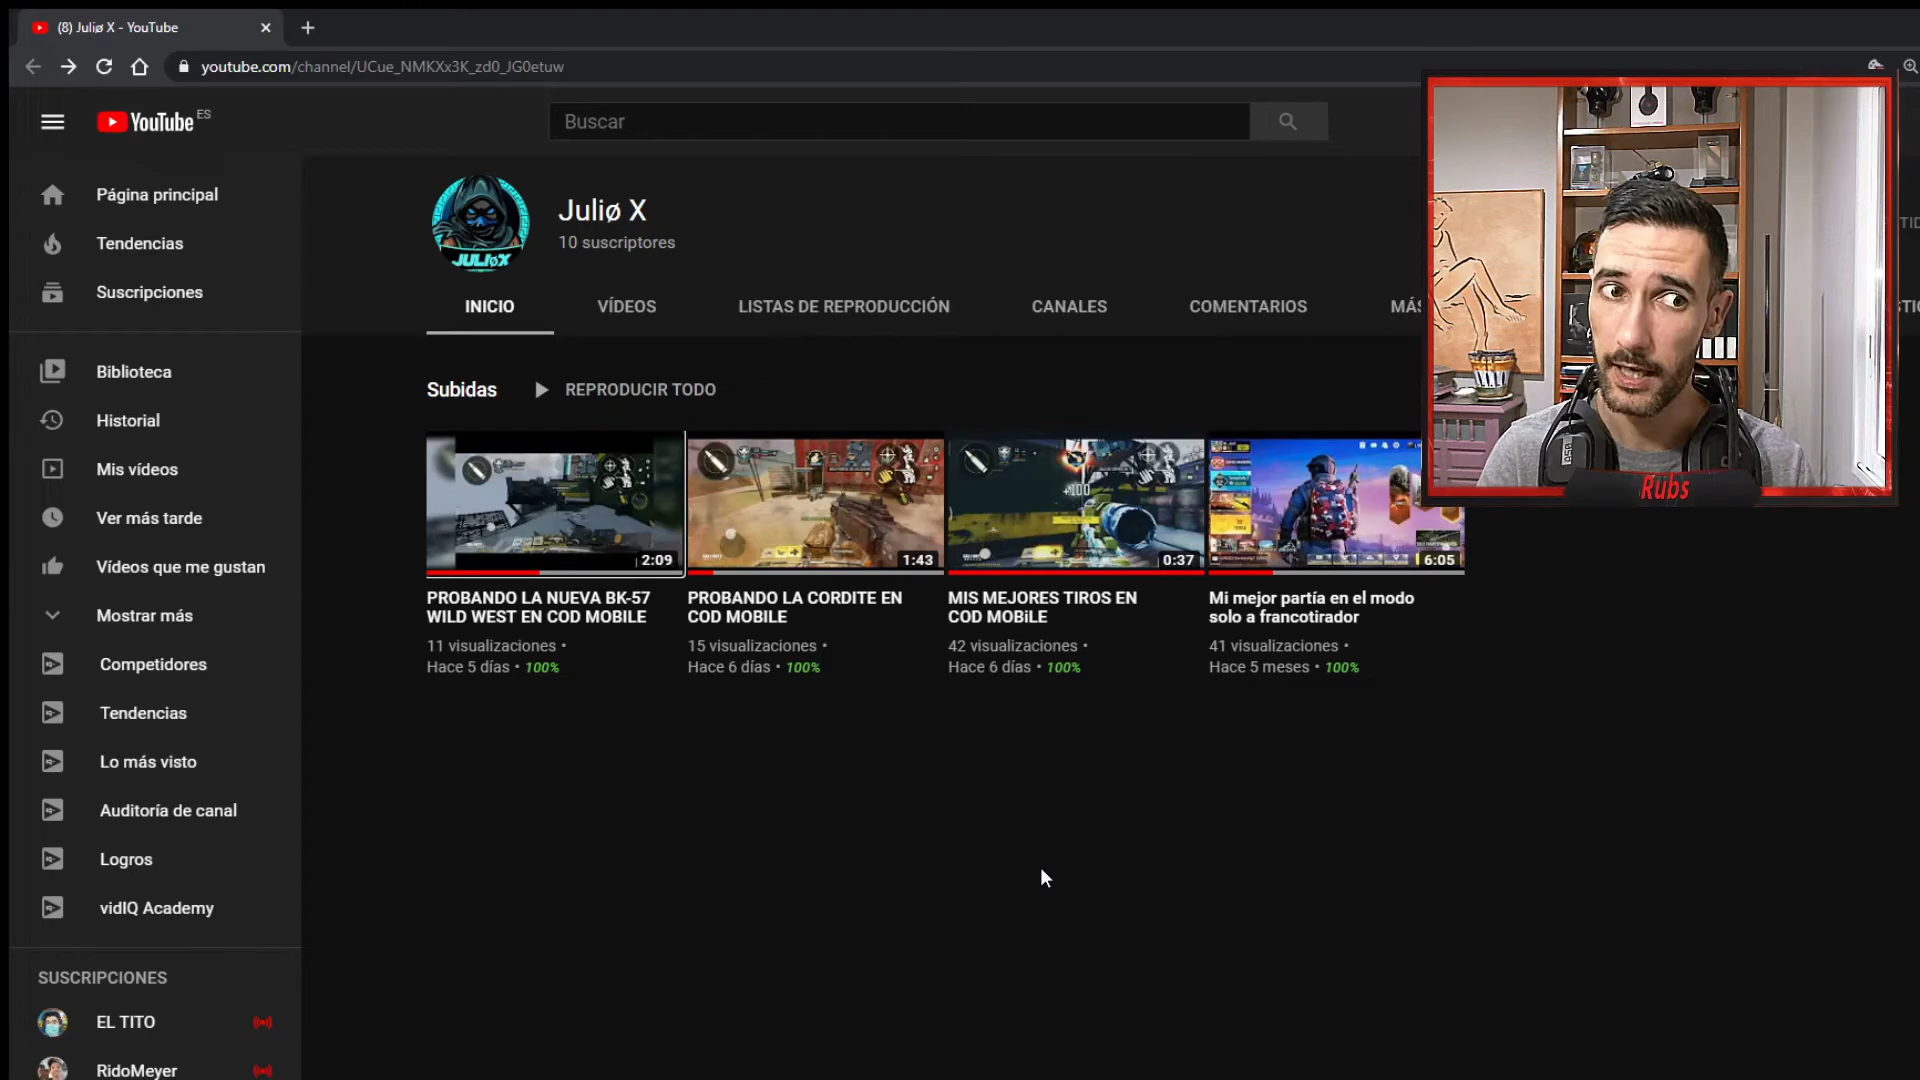 (8) Juliø X - YouTube
youtube.com/channel/UCue_NMKXx3K_zd0_JG0etuw
YouTube ES
Buscar
Página principal
Tendencias
Suscripciones
Biblioteca
Historial
Mis vídeos
Ver más tarde
Vídeos que me gustan
Mostrar más
Competidores
Tendencias
Lo más visto
Auditoría de canal
Logros
vidIQ Academy
SUSCRIPCIONES
EL TITO
RidoMeyer
JULIØX
Juliø X
10 suscriptores
INICIO VÍDEOS LISTAS DE REPRODUCCIÓN CANALES COMENTARIOS MÁS
Subidas REPRODUCIR TODO
2:09
PROBANDO LA NUEVA BK-57
WILD WEST EN COD MOBILE
11 visualizaciones •
Hace 5 días • 100%
1:43
PROBANDO LA CORDITE EN
COD MOBILE
15 visualizaciones •
Hace 6 días • 100%
+100
0:37
MIS MEJORES TIROS EN
COD MOBiLE
42 visualizaciones •
Hace 6 días • 100%
6:05
Mi mejor partía en el modo
solo a francotirador
41 visualizaciones •
Hace 5 meses • 100%
Rubs